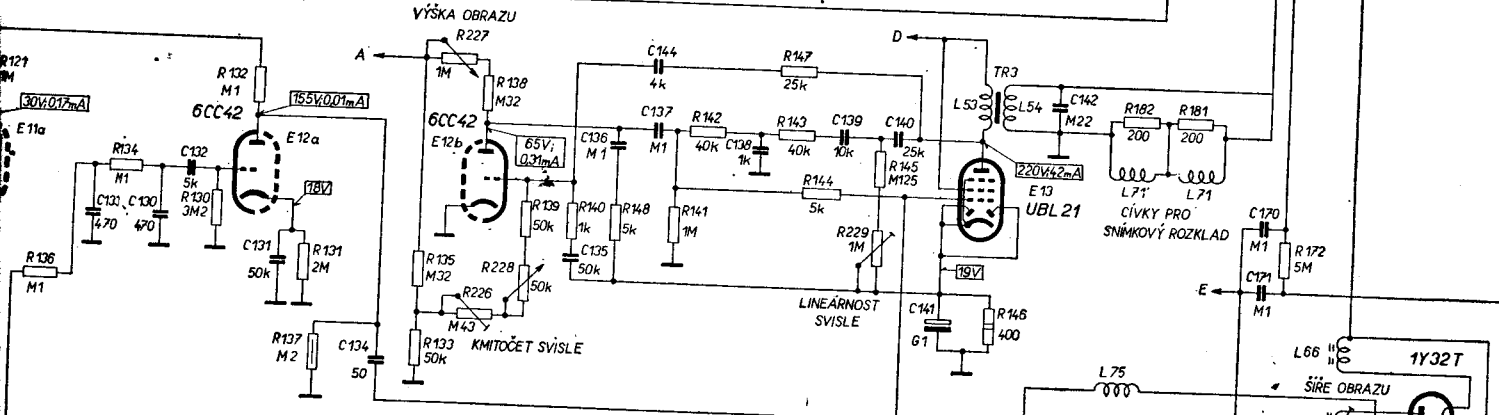 VÝŠKA OBRAZU
R227
1M
A
D
R121
M
R132
M1
6CC42
155V;0,01mA
30V;0,17mA
E11a
E12a
R134
M1
C132
5k
R130
3M2
470
C130
470
18V
C131
50k
R131
2M
R136
M1
R137
M2
C134
50
R138
M32
6CC42
E12b
65V;
0,31mA
R139
50k
R140
1k
C135
50k
R148
5k
C136
M1
R135
M32
R228
50k
R226
M43
KMITOČET SVISLE
R133
50k
C144
4k
R147
25k
C137
M1
R142
40k
C138
1k
R143
40k
C139
10k
C140
25k
R145
M125
R144
5k
R141
1M
R229
1M
LINEÁRNOST
SVISLE
C141
G1
R146
400
19V
E13
UBL21
220V;42mA
TR3
L53
L54
C142
M22
R182
200
R181
200
L71'
L71
CÍVKY PRO
SNÍMKOVÝ ROZKLAD
C170
M1
R172
5M
E
C171
M1
L66
1Y32T
ŠÍŘE OBRAZU
L75